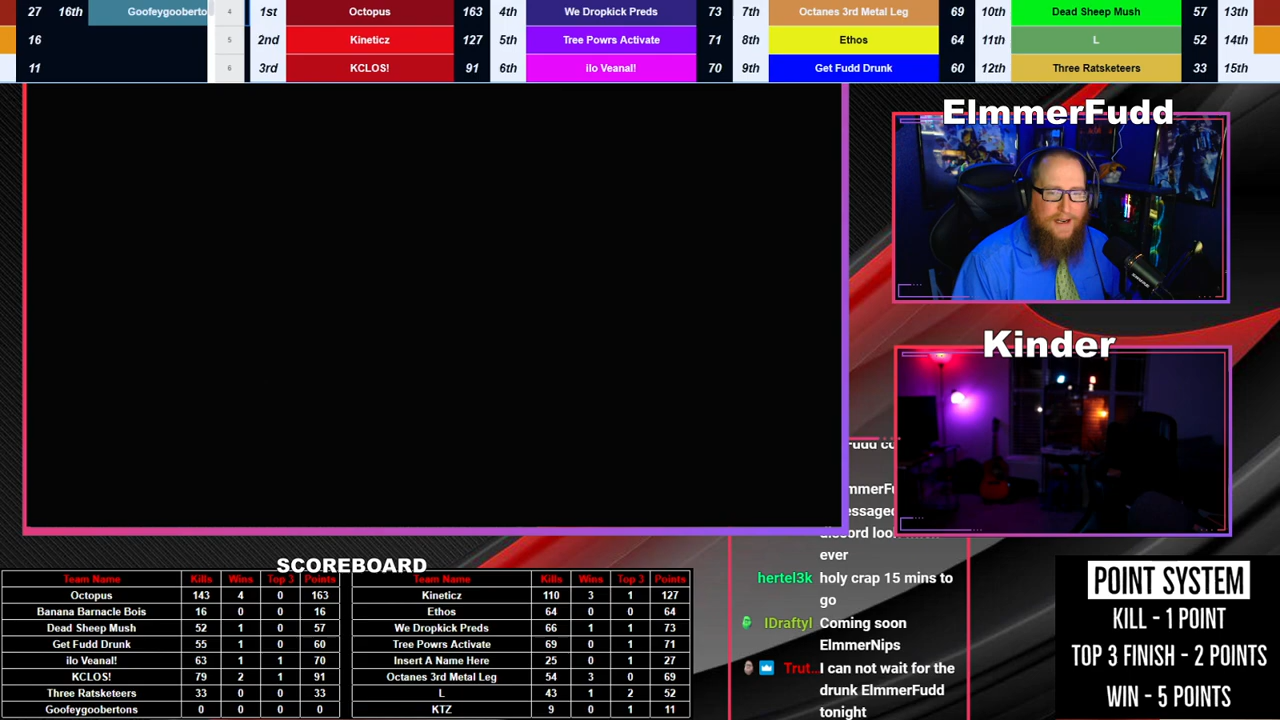 27 16th Goofeygooberto 4 1st Octopus 163 4th We Dropkick Preds 73 7th Octanes 3rd Metal Leg 69 10th Dead Sheep Mush 57 13th
16 5 2nd Kineticz 127 5th Tree Powrs Activate 71 8th Ethos 64 11th L 52 14th
11 6 3rd KCLOS! 91 6th ilo Veanal! 70 9th Get Fudd Drunk 60 12th Three Ratsketeers 33 15th
ElmmerFudd
Kinder
ever
hertel3k holy crap 15 mins to
go
IDraftyI Coming soon
ElmmerNips
Trut... I can not wait for the
drunk ElmmerFudd
tonight
SCOREBOARD
Team Name Kills Wins Top 3 Points
Octopus 143 4 0 163
Banana Barnacle Bois 16 0 0 16
Dead Sheep Mush 52 1 0 57
Get Fudd Drunk 55 1 0 60
ilo Veanal! 63 1 1 70
KCLOS! 79 2 1 91
Three Ratsketeers 33 0 0 33
Goofeygoobertons 0 0 0 0
Team Name Kills Wins Top 3 Points
Kineticz 110 3 1 127
Ethos 64 0 0 64
We Dropkick Preds 66 1 1 73
Tree Powrs Activate 69 0 1 71
Insert A Name Here 25 0 1 27
Octanes 3rd Metal Leg 54 3 0 69
L 43 1 2 52
KTZ 9 0 1 11
POINT SYSTEM
KILL - 1 POINT
TOP 3 FINISH - 2 POINTS
WIN - 5 POINTS